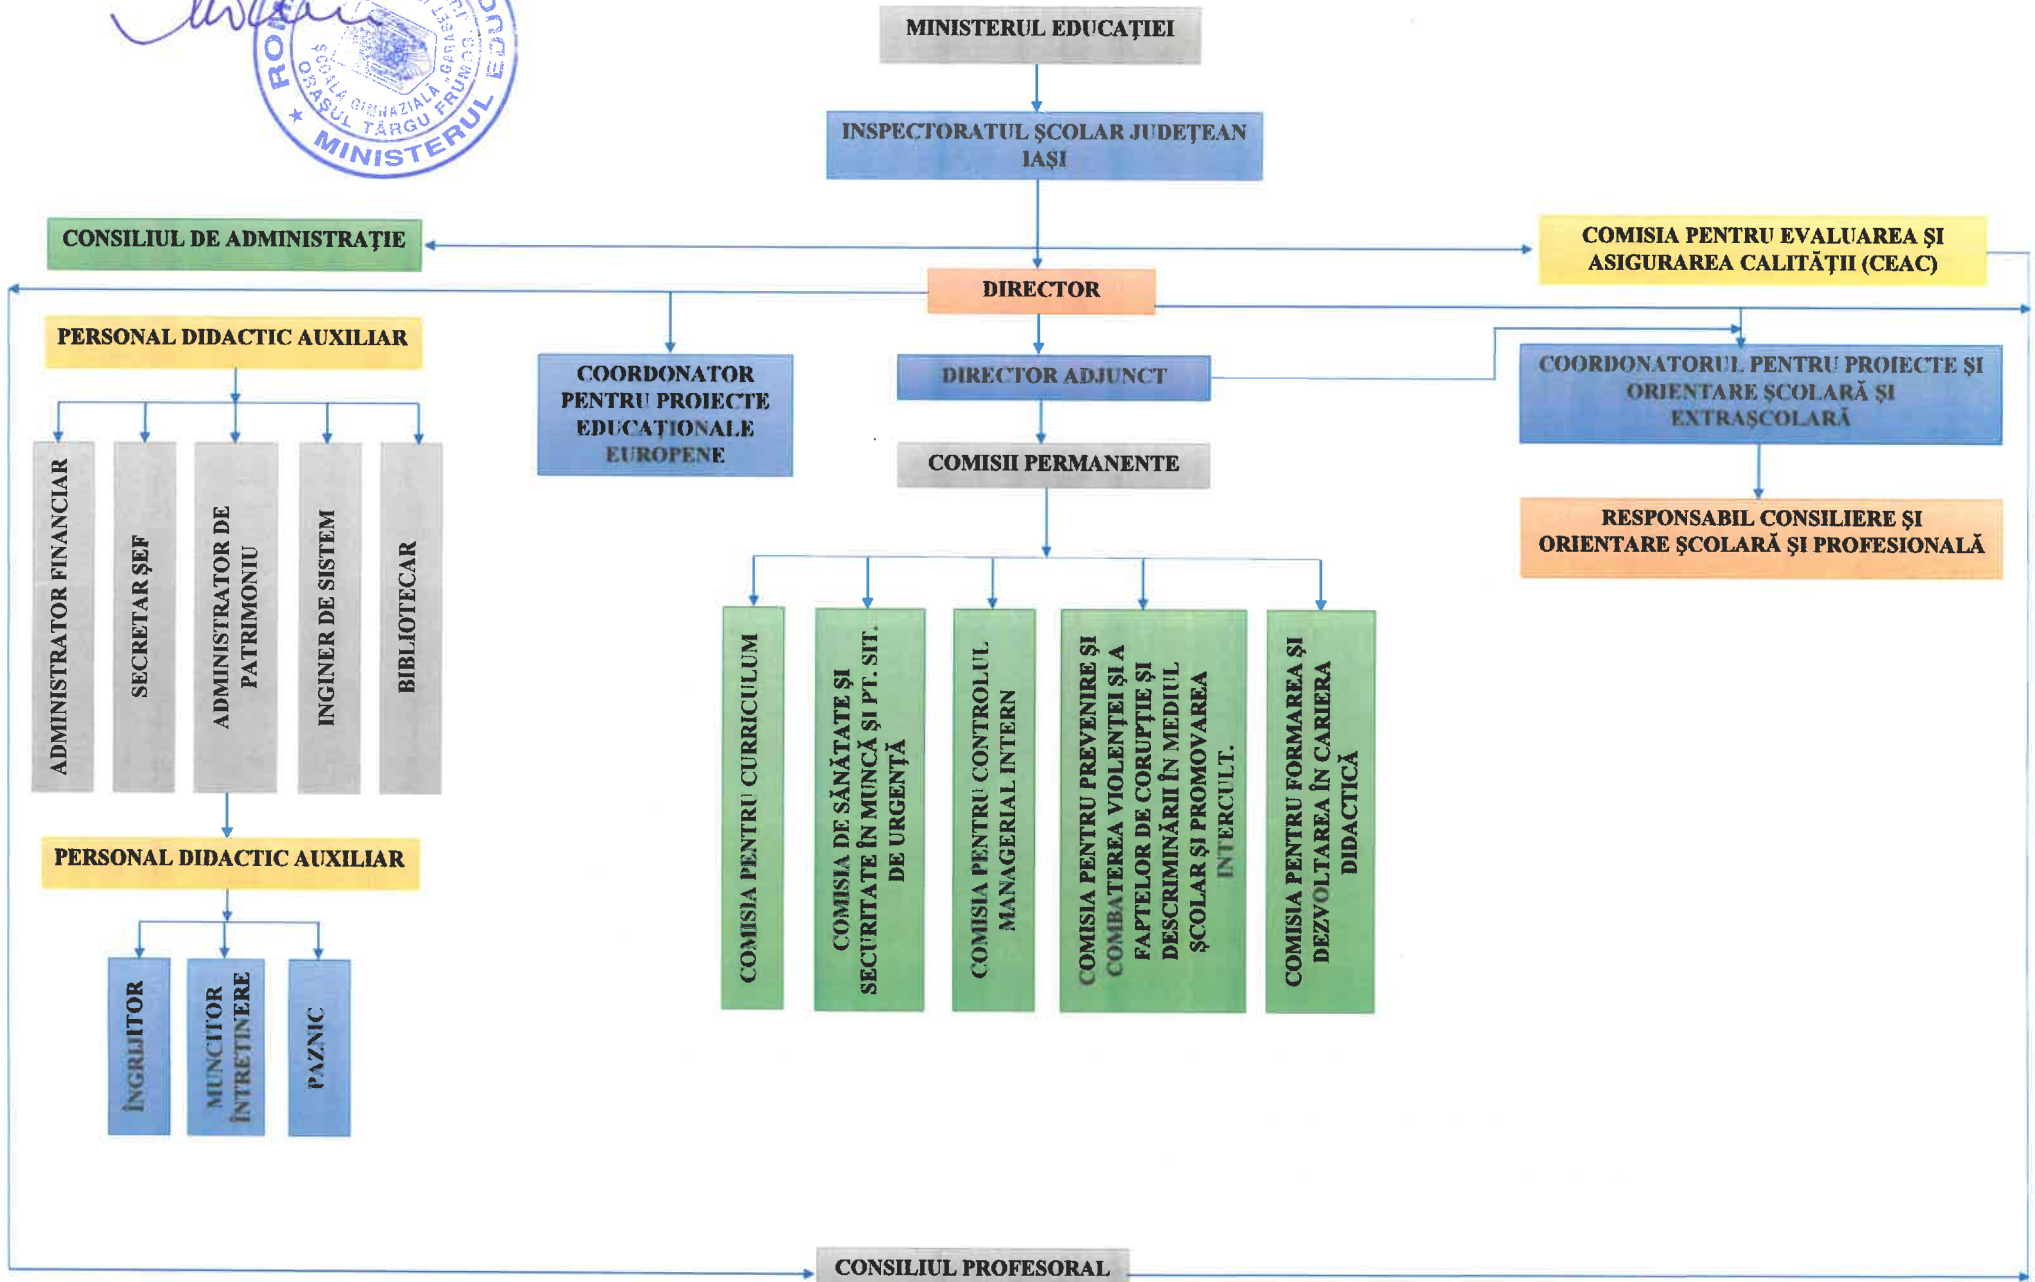 ORAȘUL TÂRGU FRUMOS
MINISTERUL
MINISTERUL EDUCAȚIEI
INSPECTORATUL ȘCOLAR JUDEȚEAN
IAȘI
CONSILIUL DE ADMINISTRAȚIE
COMISIA PENTRU EVALUAREA ȘI
ASIGURAREA CALITĂȚII (CEAC)
DIRECTOR
PERSONAL DIDACTIC AUXILIAR
COORDONATOR
PENTRU PROIECTE
EDUCAȚIONALE
EUROPENE
DIRECTOR ADJUNCT
COORDONATORUL PENTRU PROIECTE ȘI
ORIENTARE ȘCOLARĂ ȘI
EXTRAȘCOLARĂ
COMISII PERMANENTE
RESPONSABIL CONSILIERE ȘI
ORIENTARE ȘCOLARĂ ȘI PROFESIONALĂ
ADMINISTRATOR FINANCIAR
SECRETAR ȘEF
ADMINISTRATOR DE
PATRIMONIU
INGINER DE SISTEM
BIBLIOTECAR
COMISIA PENTRU CURRICULUM
COMISIA DE SĂNĂTATE ȘI
SECURITATE ÎN MUNCĂ ȘI PT. SIT.
DE URGENȚĂ
COMISIA PENTRU CONTROLUL
MANAGERIAL INTERN
COMISIA PENTRU PREVENIRE ȘI
COMBATEREA VIOLENȚEI ȘI A
FAPTELOR DE CORUPȚIE ȘI
DESCRIMINĂRII ÎN MEDIUL
ȘCOLAR ȘI PROMOVAREA
INTERCULT.
COMISIA PENTRU FORMAREA ȘI
DEZVOLTAREA ÎN CARIERA
DIDACTICĂ
PERSONAL DIDACTIC AUXILIAR
ÎNGRIJITOR
MUNCITOR
ÎNTREȚINERE
PAZNIC
CONSILIUL PROFESORAL